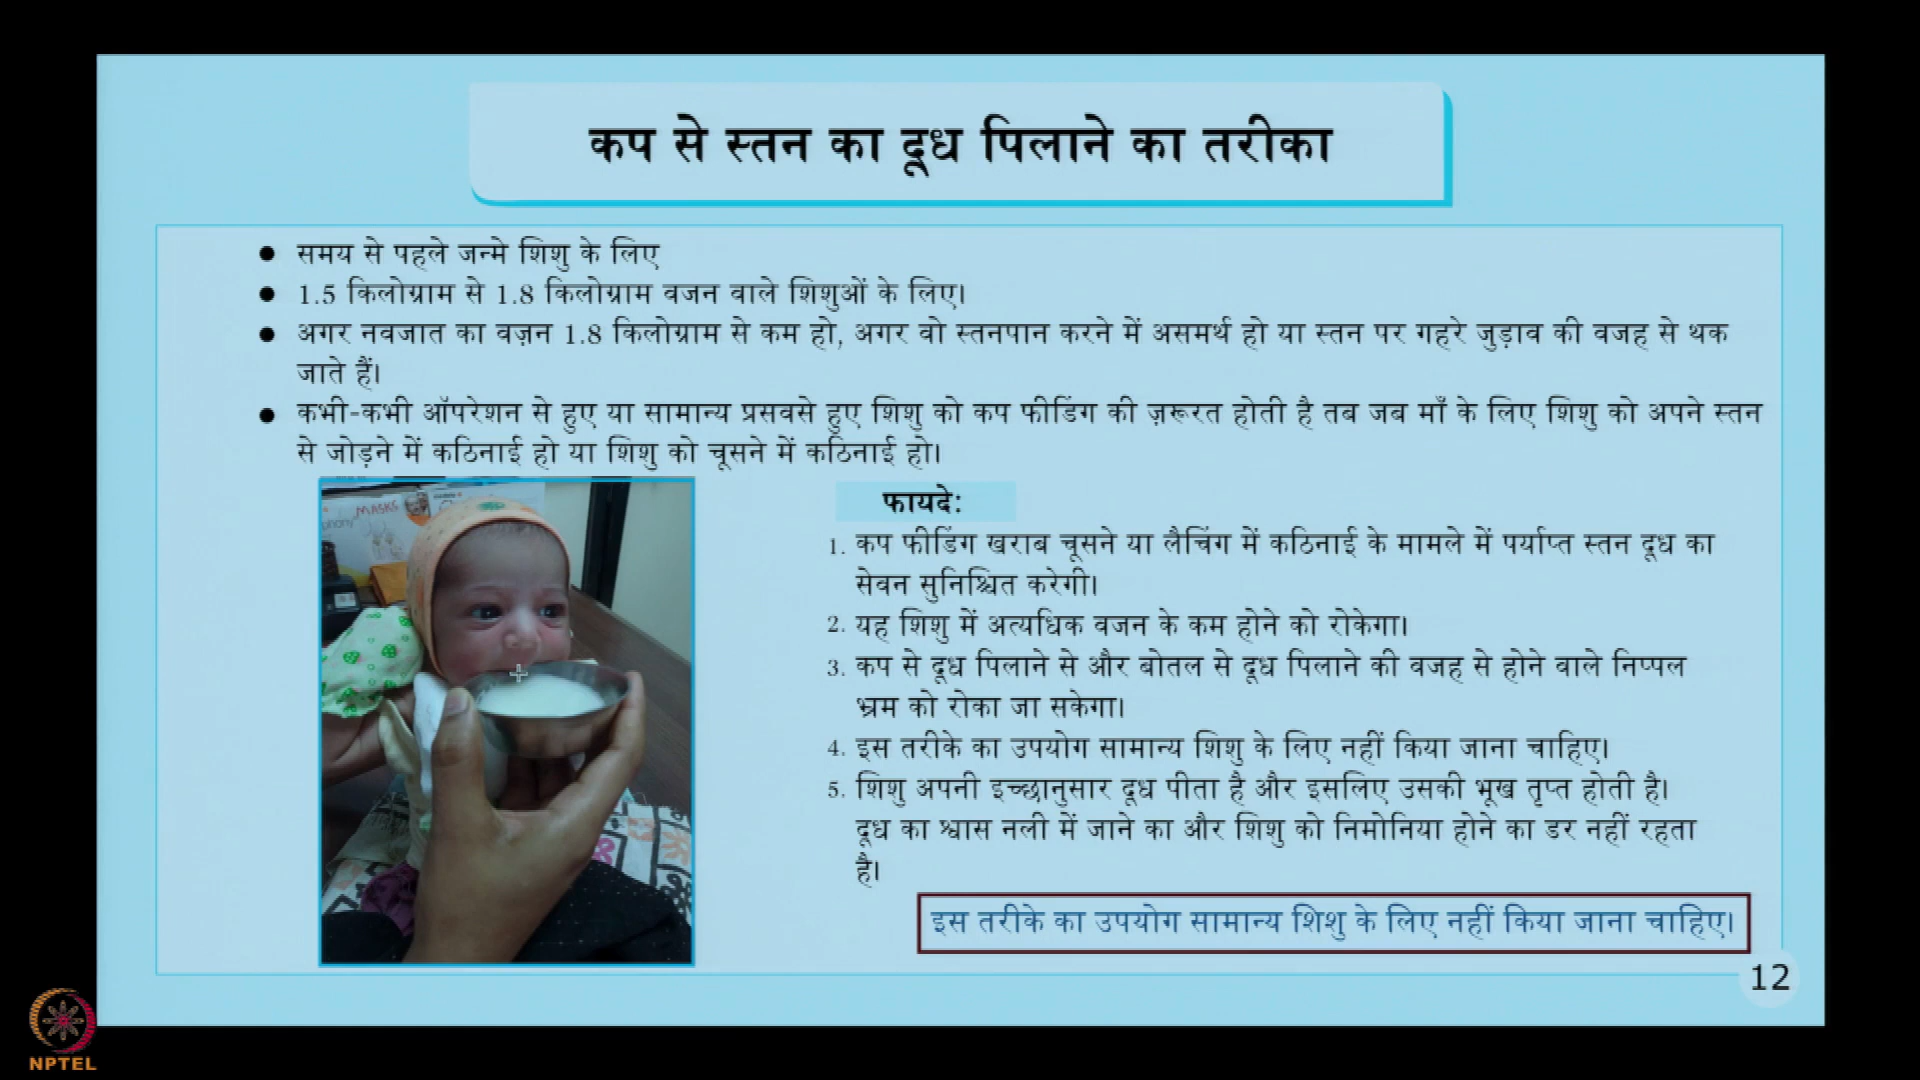 कप से स्तन का दूध पिलाने का तरीका
● समय से पहले जन्मे शिशु के लिए
● 1.5 किलोग्राम से 1.8 किलोग्राम वजन वाले शिशुओं के लिए।
● अगर नवजात का वज़न 1.8 किलोग्राम से कम हो, अगर वो स्तनपान करने में असमर्थ हो या स्तन पर गहरे जुड़ाव की वजह से थक
जाते हैं।
● कभी-कभी ऑपरेशन से हुए या सामान्य प्रसवसे हुए शिशु को कप फीडिंग की ज़रूरत होती है तब जब माँ के लिए शिशु को अपने स्तन
से जोड़ने में कठिनाई हो या शिशु को चूसने में कठिनाई हो।
MASKS
फायदे:
1. कप फीडिंग खराब चूसने या लैचिंग में कठिनाई के मामले में पर्याप्त स्तन दूध का
सेवन सुनिश्चित करेगी।
2. यह शिशु में अत्यधिक वजन के कम होने को रोकेगा।
3. कप से दूध पिलाने से और बोतल से दूध पिलाने की वजह से होने वाले निप्पल
भ्रम को रोका जा सकेगा।
4. इस तरीके का उपयोग सामान्य शिशु के लिए नहीं किया जाना चाहिए।
5. शिशु अपनी इच्छानुसार दूध पीता है और इसलिए उसकी भूख तृप्त होती है।
दूध का श्वास नली में जाने का और शिशु को निमोनिया होने का डर नहीं रहता
है।
इस तरीके का उपयोग सामान्य शिशु के लिए नहीं किया जाना चाहिए।
12
NPTEL